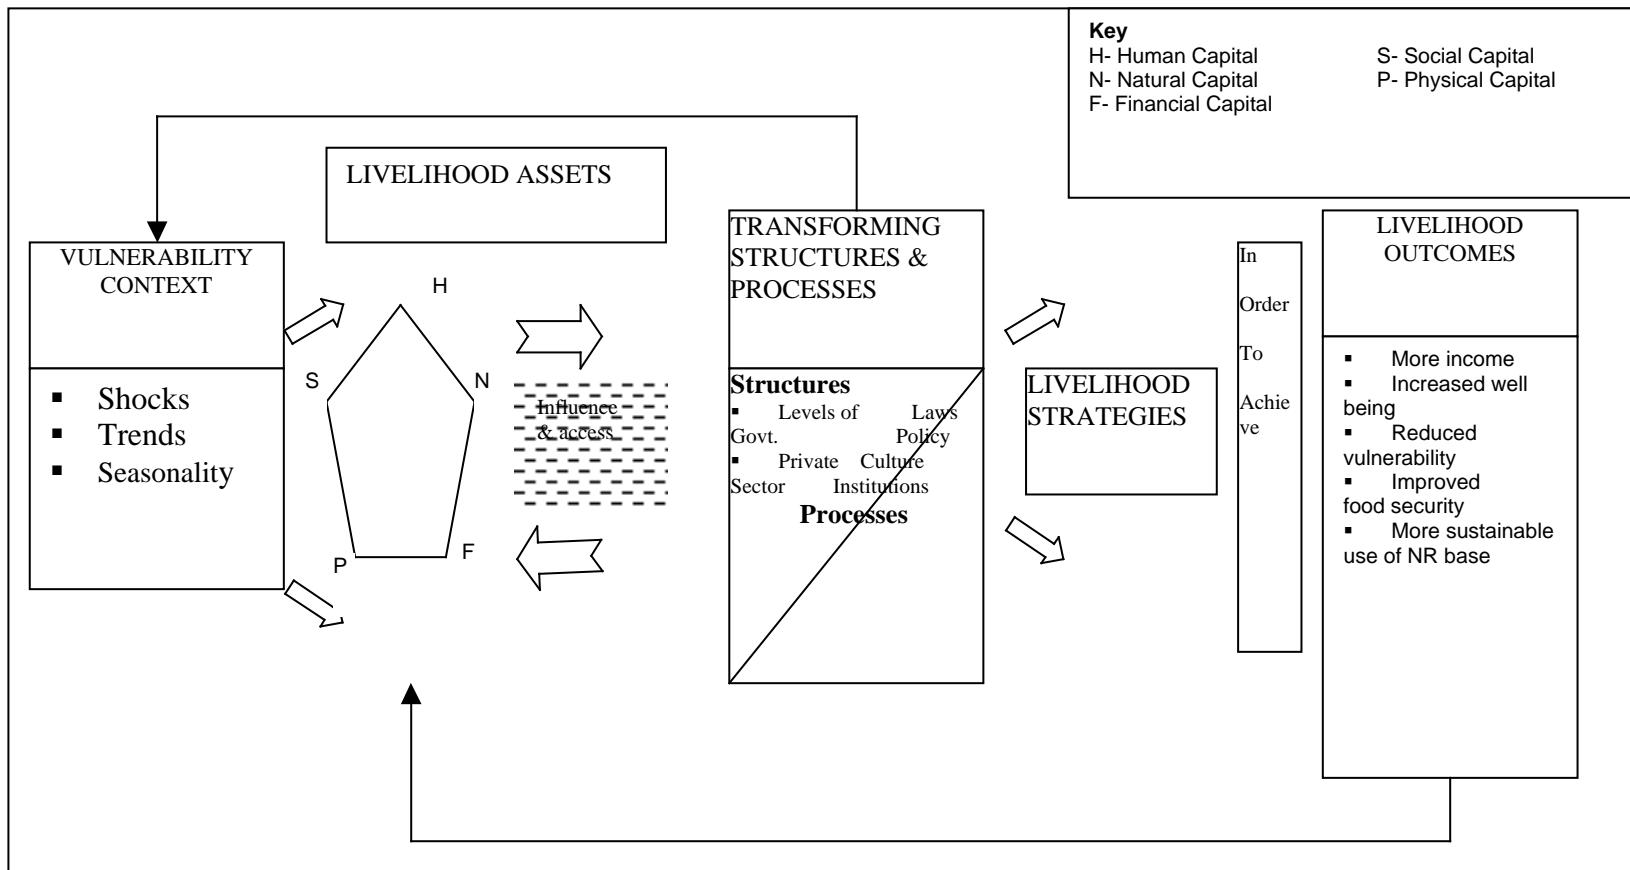 Key
H- Human Capital S- Social Capital
N- Natural Capital P- Physical Capital
F- Financial Capital
LIVELIHOOD ASSETS
VULNERABILITY
CONTEXT
▪ Shocks
▪ Trends
▪ Seasonality
H
S
N
P
F
Influence
& access
TRANSFORMING
STRUCTURES &
PROCESSES
Structures
▪ Levels of Laws
Govt. Policy
▪ Private Culture
Sector Institutions
Processes
LIVELIHOOD
STRATEGIES
In
Order
To
Achie
ve
LIVELIHOOD
OUTCOMES
▪ More income
▪ Increased well
being
▪ Reduced
vulnerability
▪ Improved
food security
▪ More sustainable
use of NR base